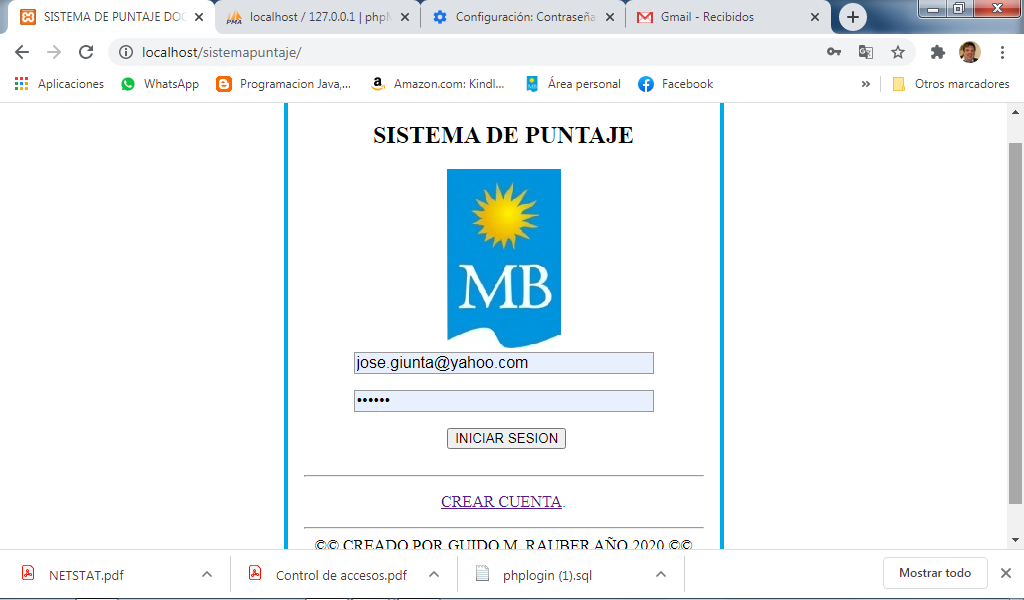 SISTEMA DE PUNTAJE DOC
localhost / 127.0.0.1 | phpM
Configuración: Contraseña
Gmail - Recibidos
localhost/sistemapuntaje/
Aplicaciones
WhatsApp
Programacion Java,...
Amazon.com: Kindl...
Área personal
Facebook
»
Otros marcadores
SISTEMA DE PUNTAJE
MB
jose.giunta@yahoo.com
••••••
INICIAR SESION
CREAR CUENTA.
©© CREADO POR GUIDO M. RAUBER AÑO 2020 ©©
NETSTAT.pdf
Control de accesos.pdf
phplogin (1).sql
Mostrar todo